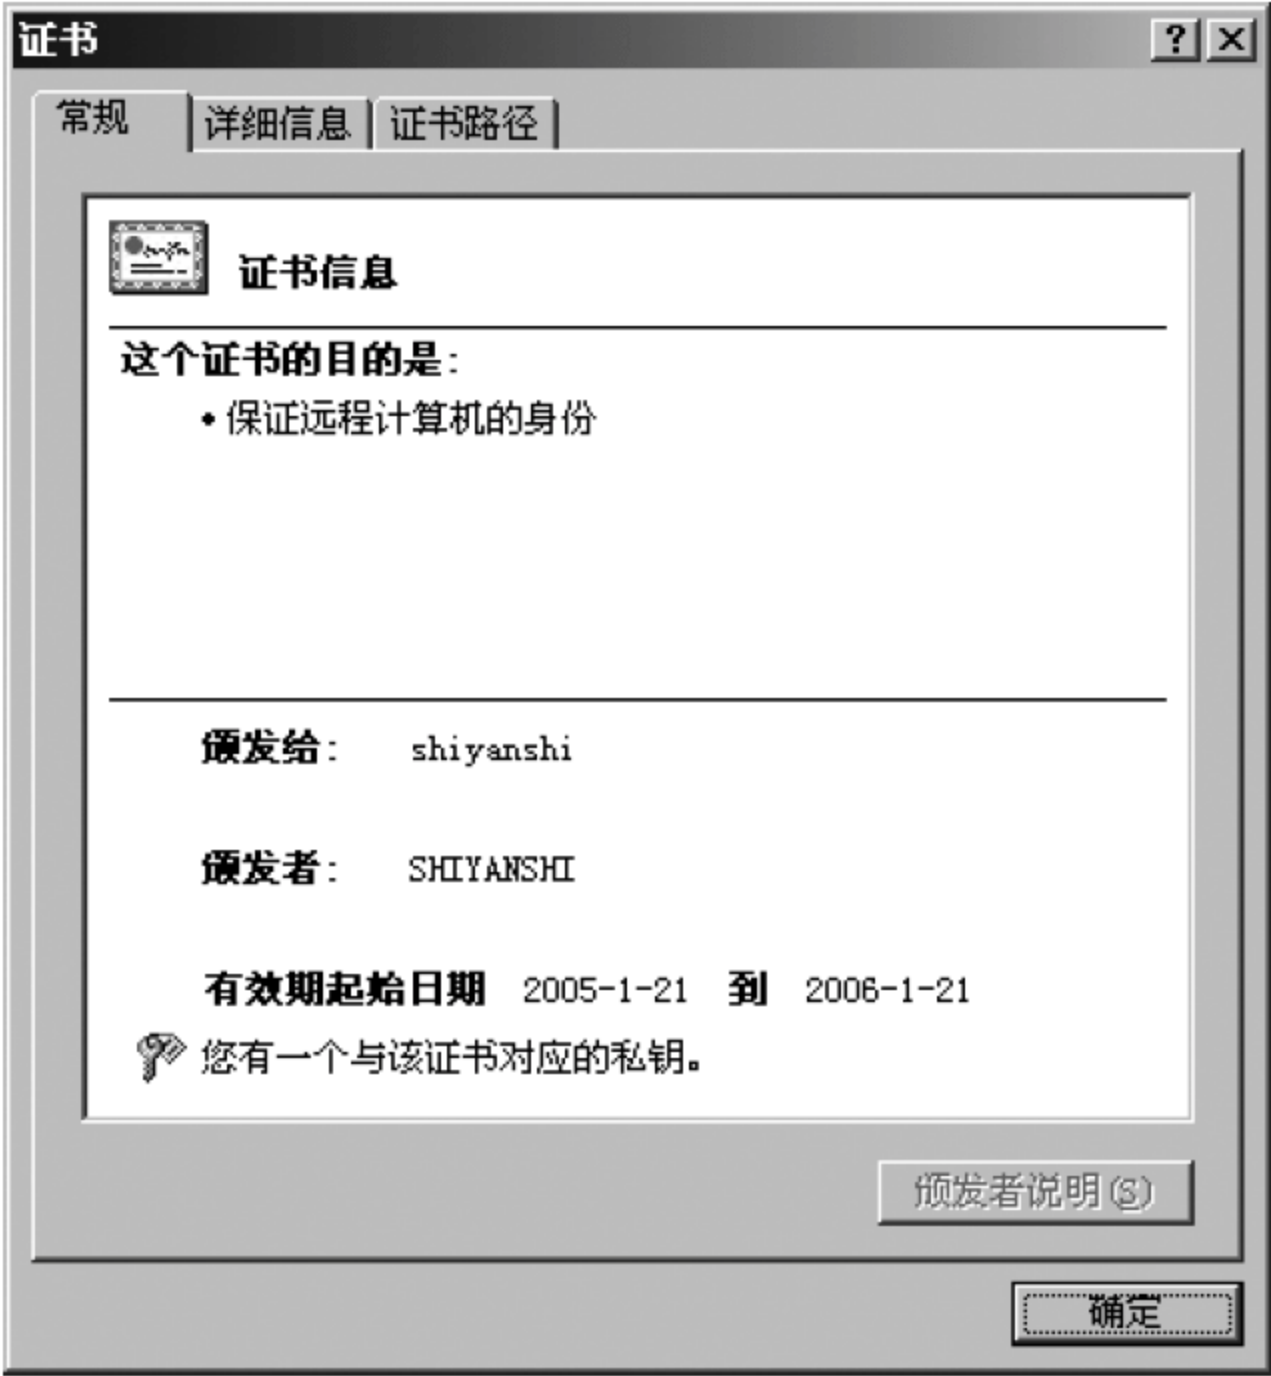 证书
常规 详细信息 证书路径
证书信息
这个证书的目的是:
•保证远程计算机的身份
颁发给: shiyanshi
颁发者: SHIYANSHI
有效期起始日期 2005-1-21 到 2006-1-21
您有一个与该证书对应的私钥。
颁发者说明(S)
确定